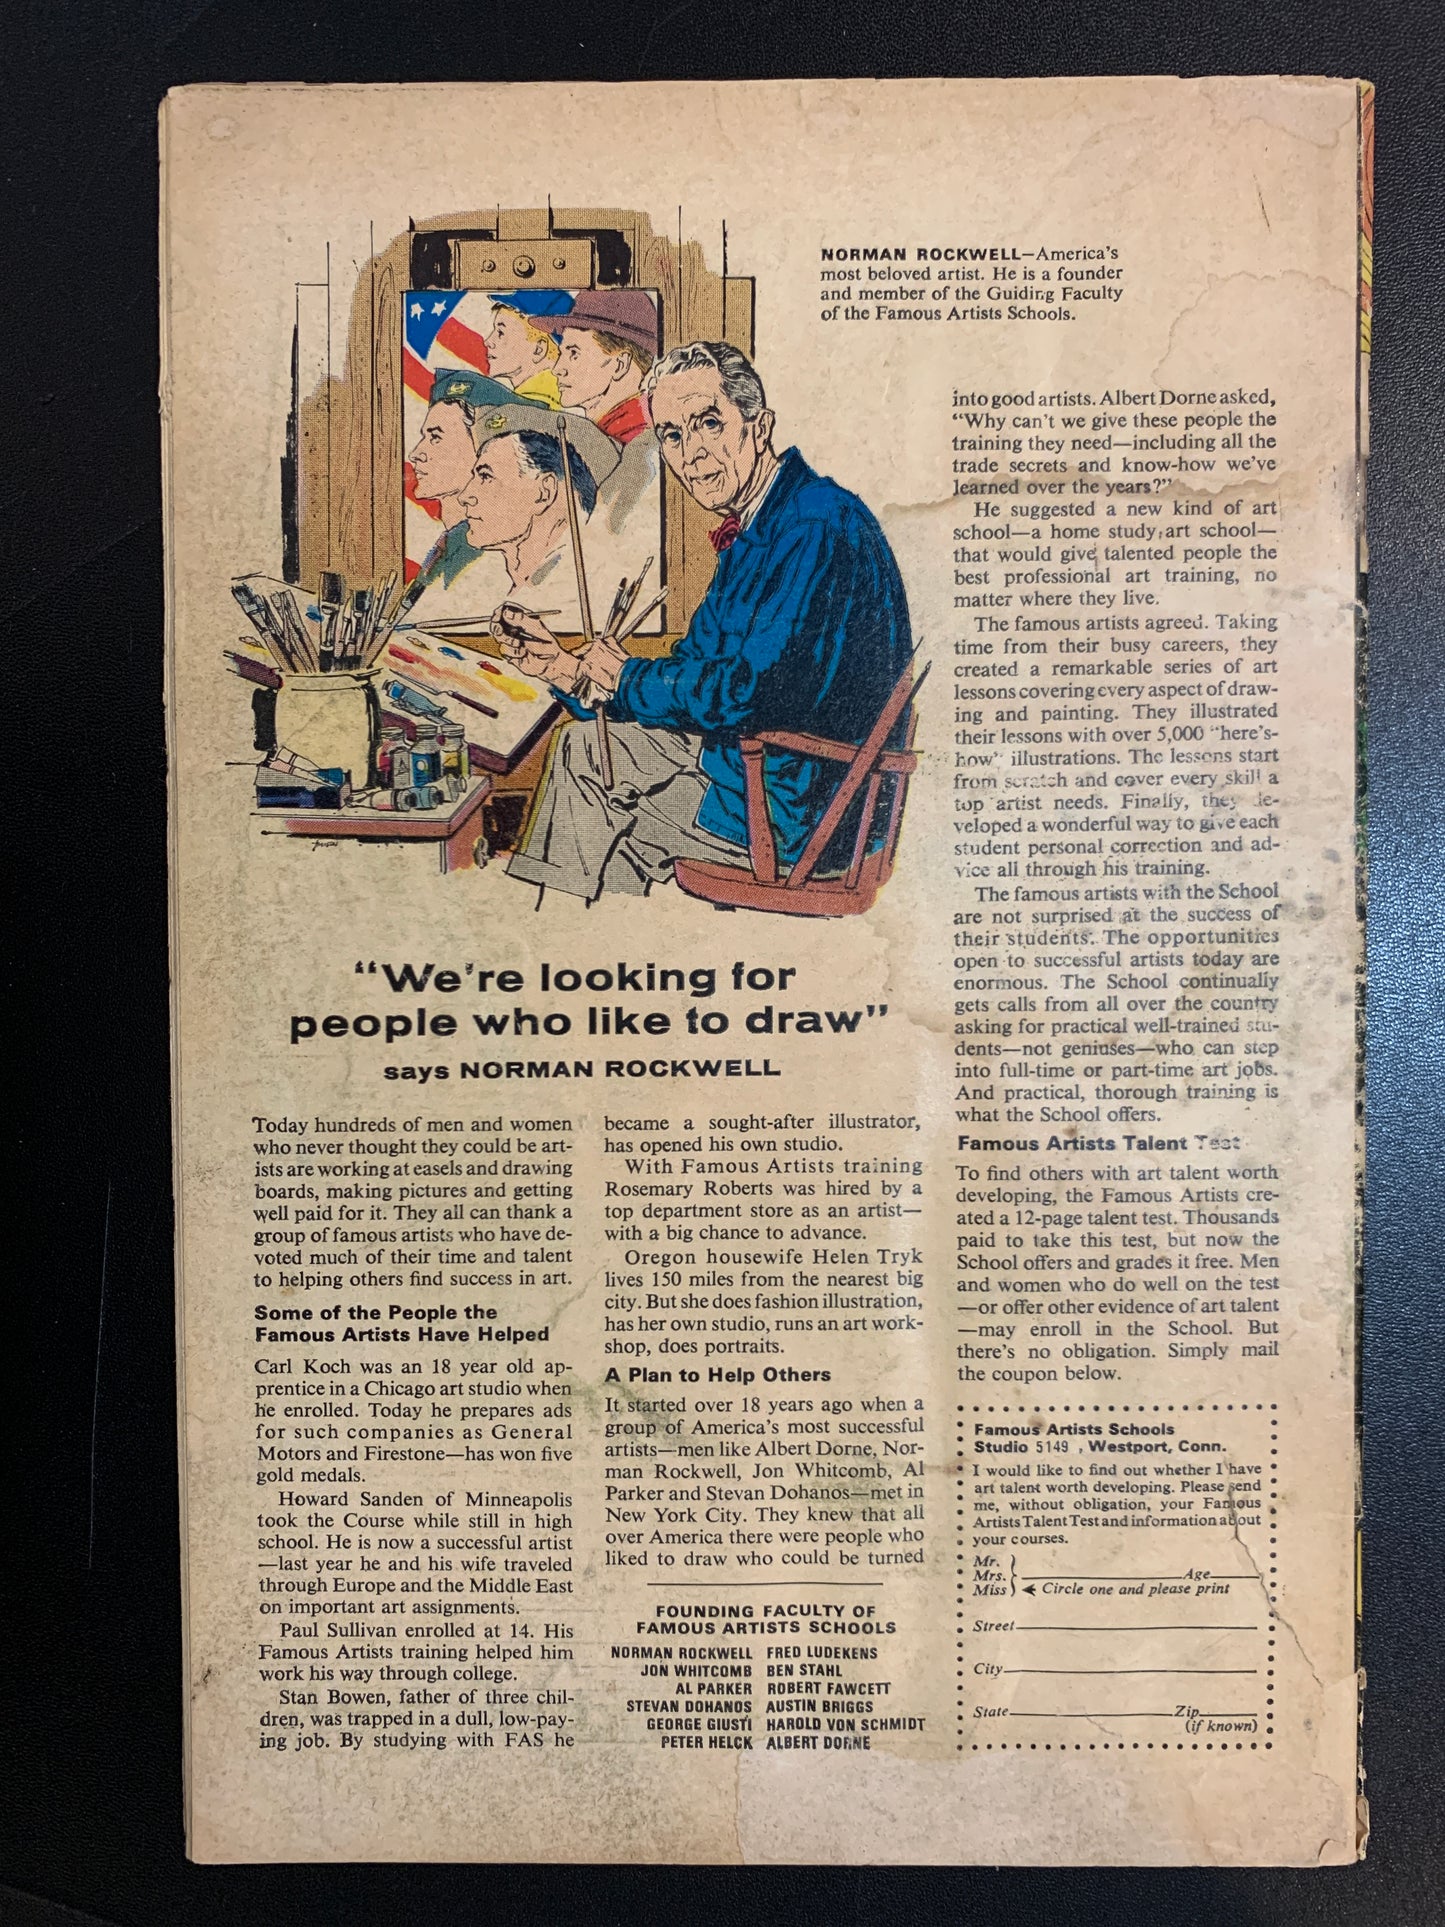 NORMAN ROCKWELL—America's
most beloved artist. He is a founder
and member of the Guiding Faculty
of the Famous Artists Schools.
"We're looking for
people who like to draw"
says NORMAN ROCKWELL
Today hundreds of men and women
who never thought they could be art-
ists are working at easels and drawing
boards, making pictures and getting
well paid for it. They all can thank a
group of famous artists who have de-
voted much of their time and talent
to helping others find success in art.
Some of the People the
Famous Artists Have Helped
Carl Koch was an 18 year old ap-
prentice in a Chicago art studio when
he enrolled. Today he prepares ads
for such companies as General
Motors and Firestone—has won five
gold medals.
Howard Sanden of Minneapolis
took the Course while still in high
school. He is now a successful artist
—last year he and his wife traveled
through Europe and the Middle East
on important art assignments.
Paul Sullivan enrolled at 14. His
Famous Artists training helped him
work his way through college.
Stan Bowen, father of three chil-
dren, was trapped in a dull, low-pay-
ing job. By studying with FAS he
became a sought-after illustrator,
has opened his own studio.
With Famous Artists training
Rosemary Roberts was hired by a
top department store as an artist—
with a big chance to advance.
Oregon housewife Helen Tryk
lives 150 miles from the nearest big
city. But she does fashion illustration,
has her own studio, runs an art work-
shop, does portraits.
A Plan to Help Others
It started over 18 years ago when a
group of America's most successful
artists—men like Albert Dorne, Nor-
man Rockwell, Jon Whitcomb, Al
Parker and Stevan Dohanos—met in
New York City. They knew that all
over America there were people who
liked to draw who could be turned
FOUNDING FACULTY OF
FAMOUS ARTISTS SCHOOLS
NORMAN ROCKWELL FRED LUDEKENS
JON WHITCOMB BEN STAHL
AL PARKER ROBERT FAWCETT
STEVAN DOHANOS AUSTIN BRIGGS
GEORGE GIUSTI HAROLD VON SCHMIDT
PETER HELCK ALBERT DORNE
into good artists. Albert Dorne asked,
"Why can't we give these people the
training they need—including all the
trade secrets and know-how we've
learned over the years?"
He suggested a new kind of art
school—a home study art school—
that would give talented people the
best professional art training, no
matter where they live.
The famous artists agreed. Taking
time from their busy careers, they
created a remarkable series of art
lessons covering every aspect of draw-
ing and painting. They illustrated
their lessons with over 5,000 "here's-
how" illustrations. The lessons start
from scratch and cover every skill a
top artist needs. Finally, they de-
veloped a wonderful way to give each
student personal correction and ad-
vice all through his training.
The famous artists with the School
are not surprised at the success of
their students. The opportunities
open to successful artists today are
enormous. The School continually
gets calls from all over the country
asking for practical well-trained stu-
dents—not geniuses—who can step
into full-time or part-time art jobs.
And practical, thorough training is
what the School offers.
Famous Artists Talent Test
To find others with art talent worth
developing, the Famous Artists cre-
ated a 12-page talent test. Thousands
paid to take this test, but now the
School offers and grades it free. Men
and women who do well on the test
—or offer other evidence of art talent
—may enroll in the School. But
there's no obligation. Simply mail
the coupon below.
Famous Artists Schools
Studio 5149 , Westport, Conn.
I would like to find out whether I have
art talent worth developing. Please send
me, without obligation, your Famous
Artists Talent Test and information about
your courses.
Mr.
Mrs. Age
Miss Circle one and please print
Street
City
State Zip
(if known)